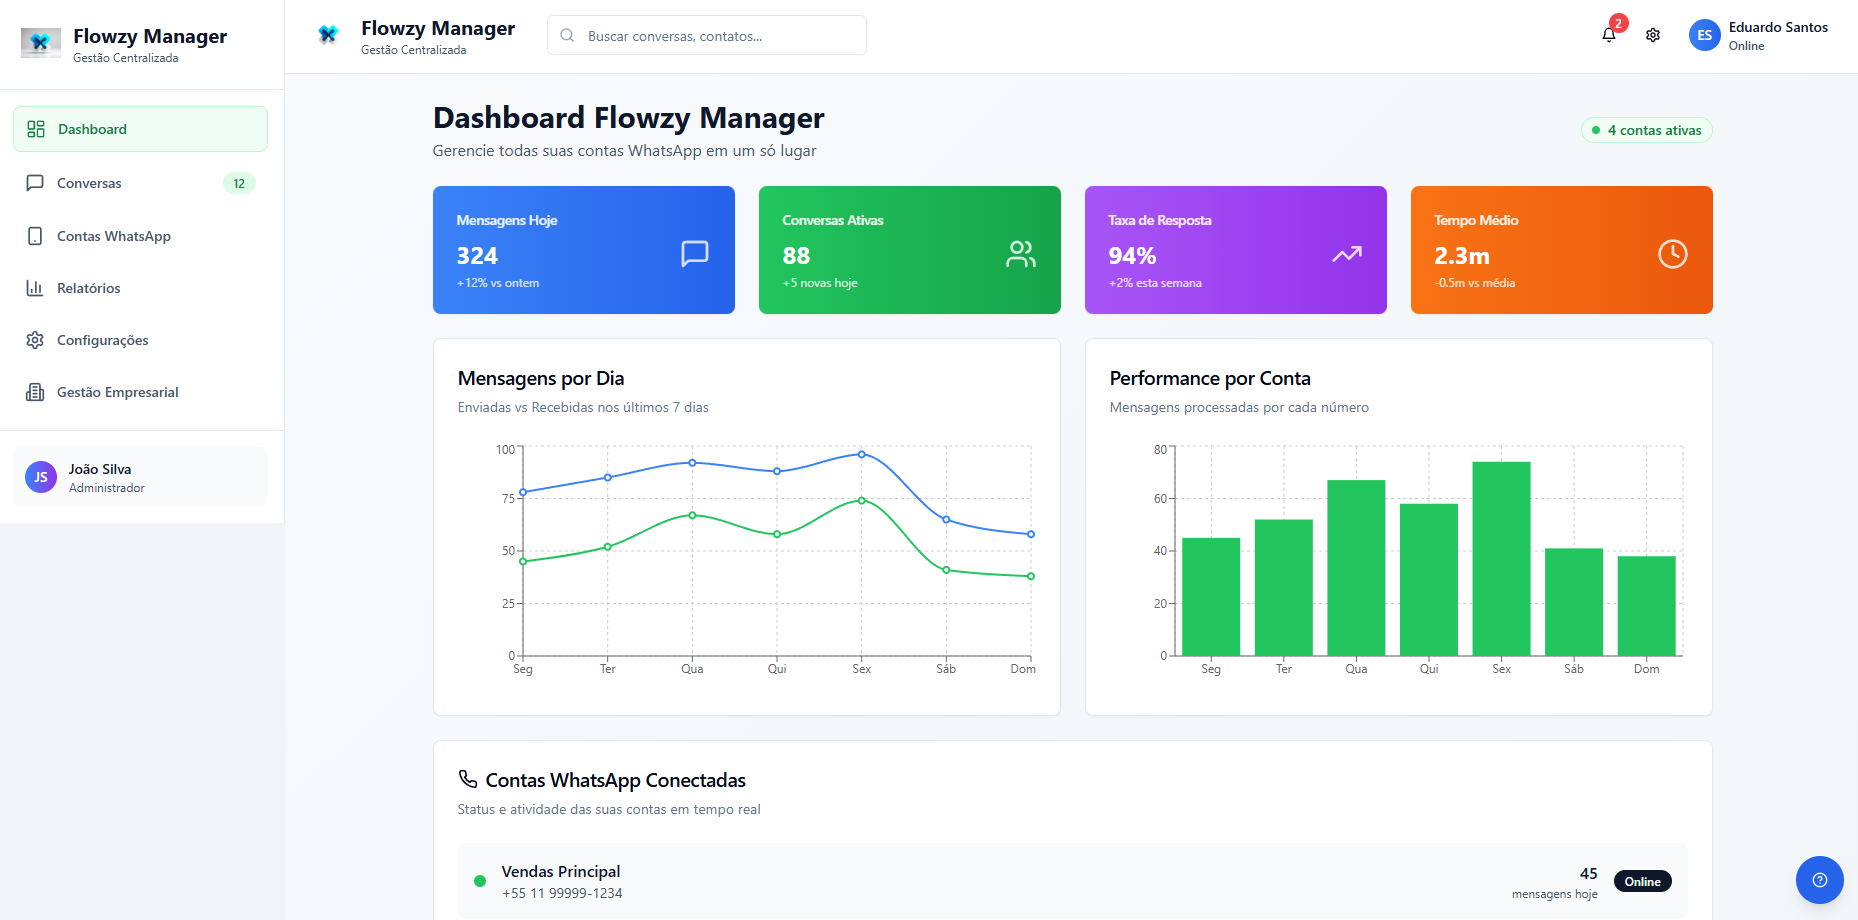 Flowzy Manager
Gestão Centralizada
Dashboard
Conversas 12
Contas WhatsApp
Relatórios
Configurações
Gestão Empresarial
JS
João Silva
Administrador
Flowzy Manager
Gestão Centralizada
Buscar conversas, contatos...
2
ES
Eduardo Santos
Online
Dashboard Flowzy Manager
Gerencie todas suas contas WhatsApp em um só lugar
4 contas ativas
Mensagens Hoje
324
+12% vs ontem
Conversas Ativas
88
+5 novas hoje
Taxa de Resposta
94%
+2% esta semana
Tempo Médio
2.3m
-0.5m vs média
Mensagens por Dia
Enviadas vs Recebidas nos últimos 7 dias
100
75
50
25
0
Seg Ter Qua Qui Sex Sáb Dom
Performance por Conta
Mensagens processadas por cada número
80
60
40
20
0
Seg Ter Qua Qui Sex Sáb Dom
Contas WhatsApp Conectadas
Status e atividade das suas contas em tempo real
Vendas Principal
+55 11 99999-1234
45
mensagens hoje
Online